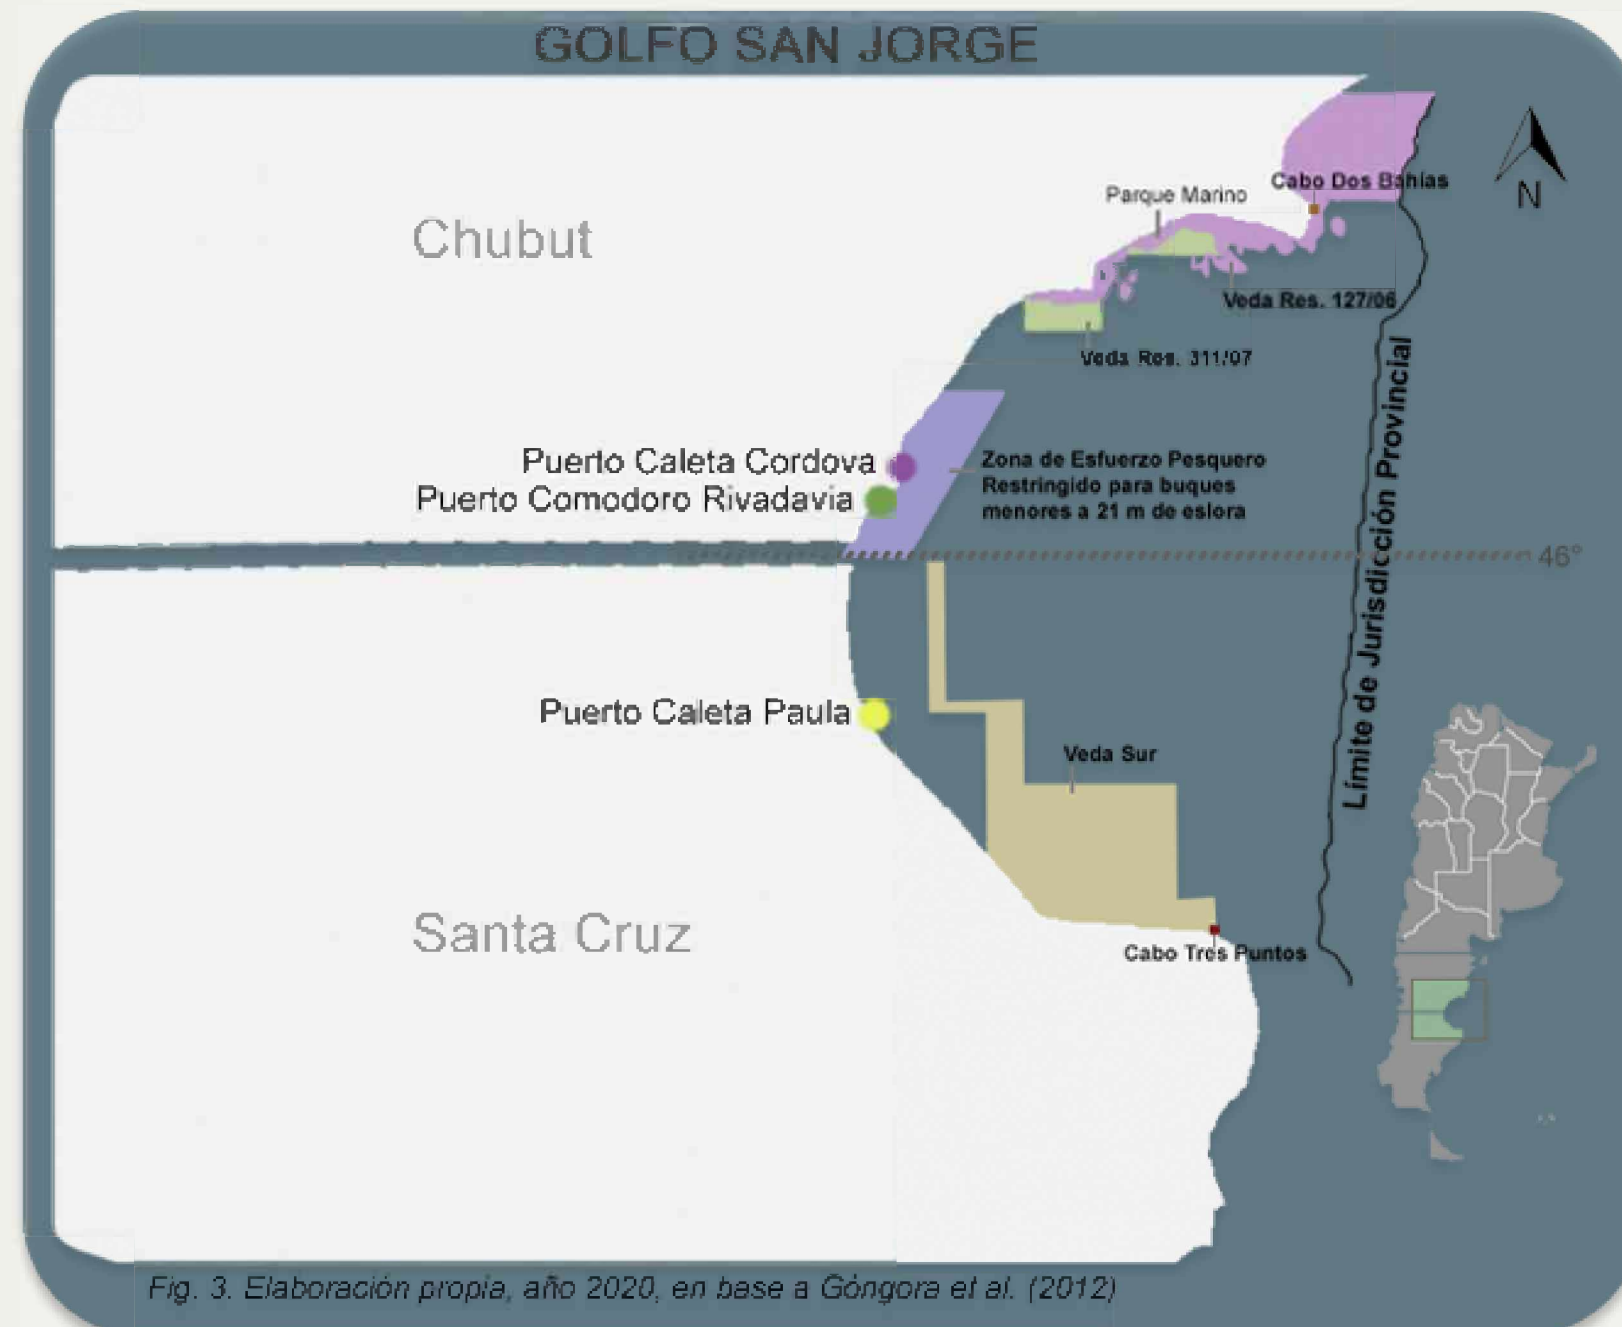 GOLFO SAN JORGE
N
Cabo Dos Bahías
Parque Marino
Chubut
Veda Res. 127/06
Veda Res. 311/07
Límite de Jurisdicción Provincial
Puerto Caleta Cordova
Zona de Esfuerzo Pesquero
Restringido para buques
menores a 21 m de eslora
Puerto Comodoro Rivadavia
46°
Puerto Caleta Paula
Veda Sur
Santa Cruz
Cabo Tres Puntos
Fig. 3. Elaboración propia, año 2020, en base a Góngora et al. (2012)